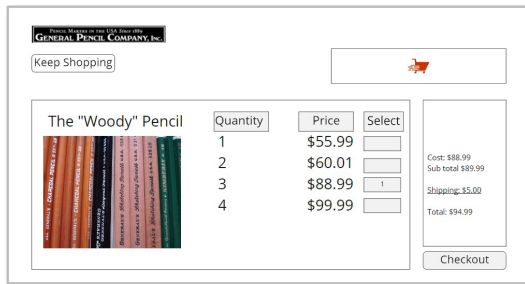 Pencil Makers in the USA Since 1889
General Pencil Company, Inc.
Keep Shopping
The "Woody" Pencil
Quantity Price Select
1 $55.99
2 $60.01
3 $88.99 1
4 $99.99
Cost: $88.99
Sub total $89.99
Shipping: $5.00
Total: $94.99
Checkout